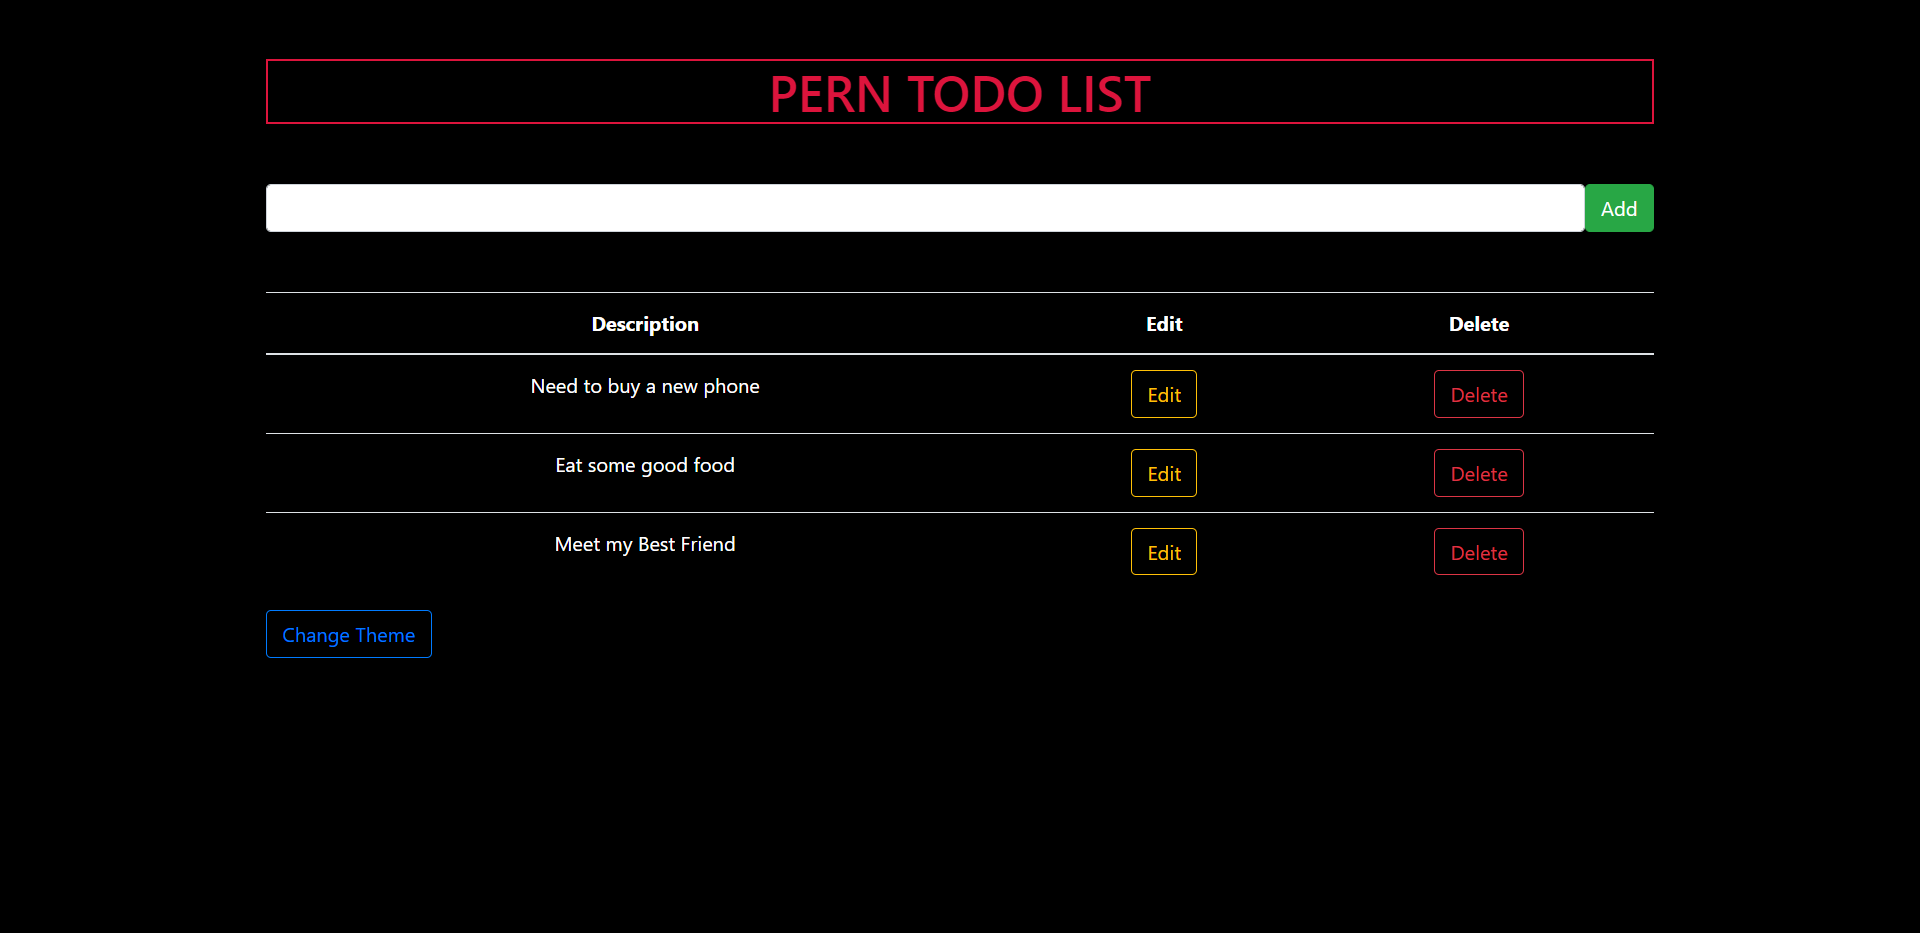 PERN TODO LIST
Add
Description Edit Delete
Need to buy a new phone Edit Delete
Eat some good food Edit Delete
Meet my Best Friend Edit Delete
Change Theme